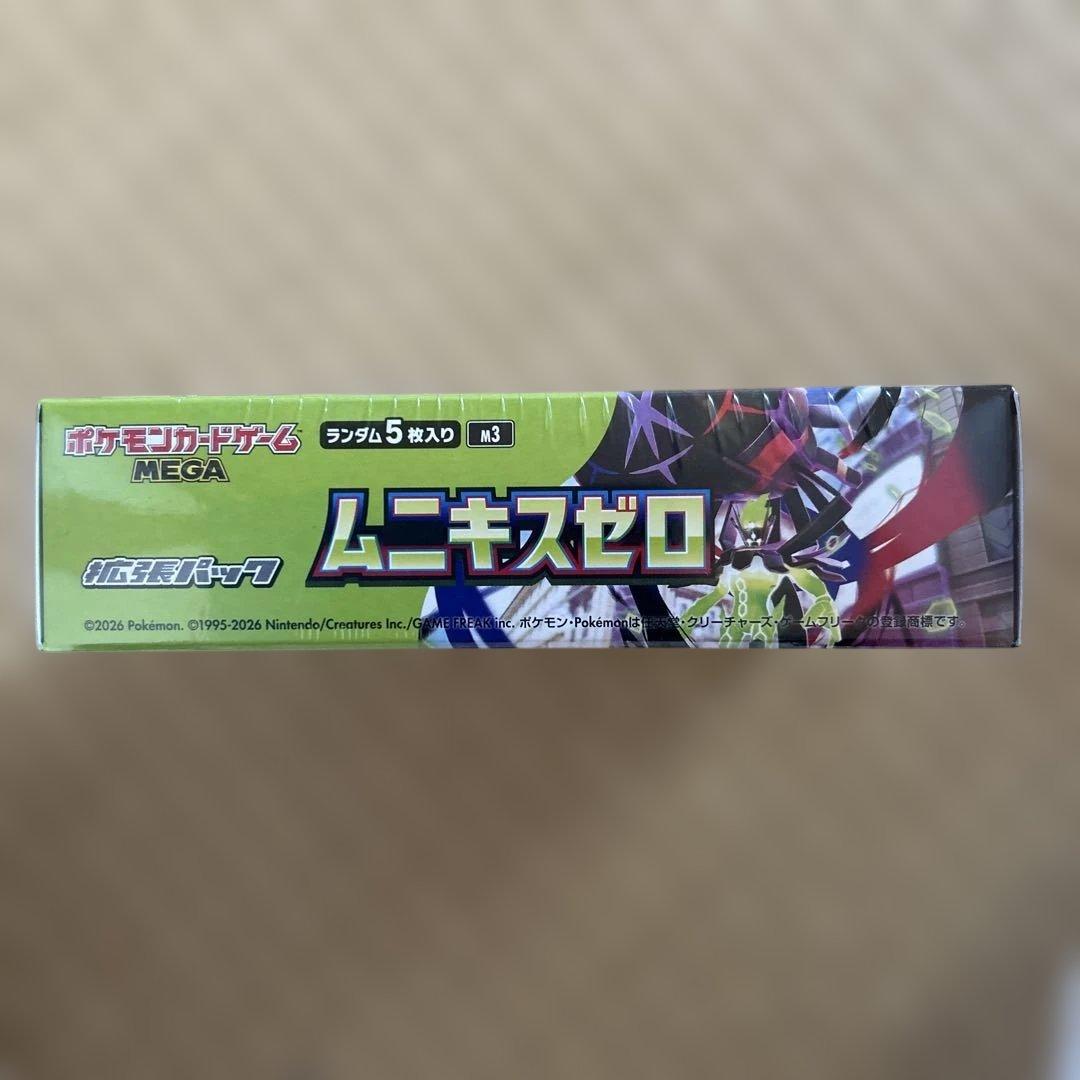 ポケモンカードゲーム
MEGA
ランダム5枚入り
M3
ムニキスゼロ
拡張パック
©2026 Pokémon. ©1995-2026 Nintendo/Creatures Inc./GAME FREAK inc. ポケモン・Pokémonは任天堂・クリーチャーズ・ゲームフリークの登録商標です。